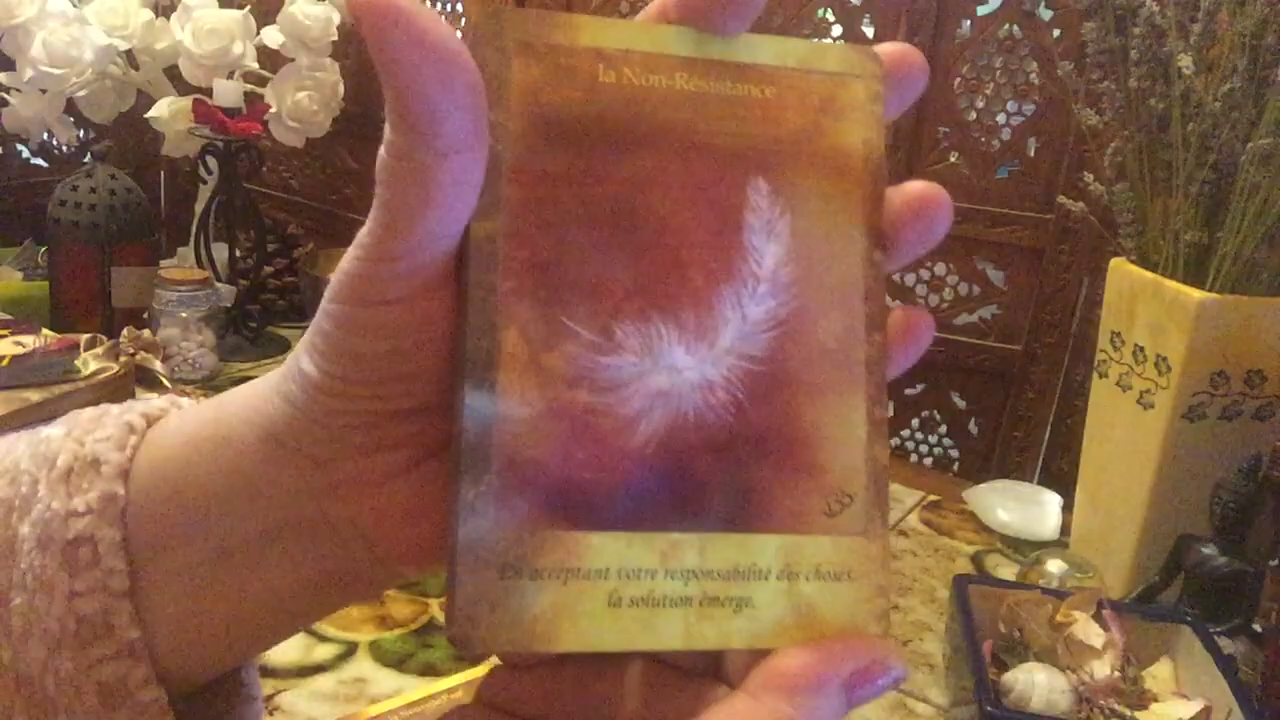 la Non-Résistance
En acceptant votre responsabilité des choses
la solution émerge.